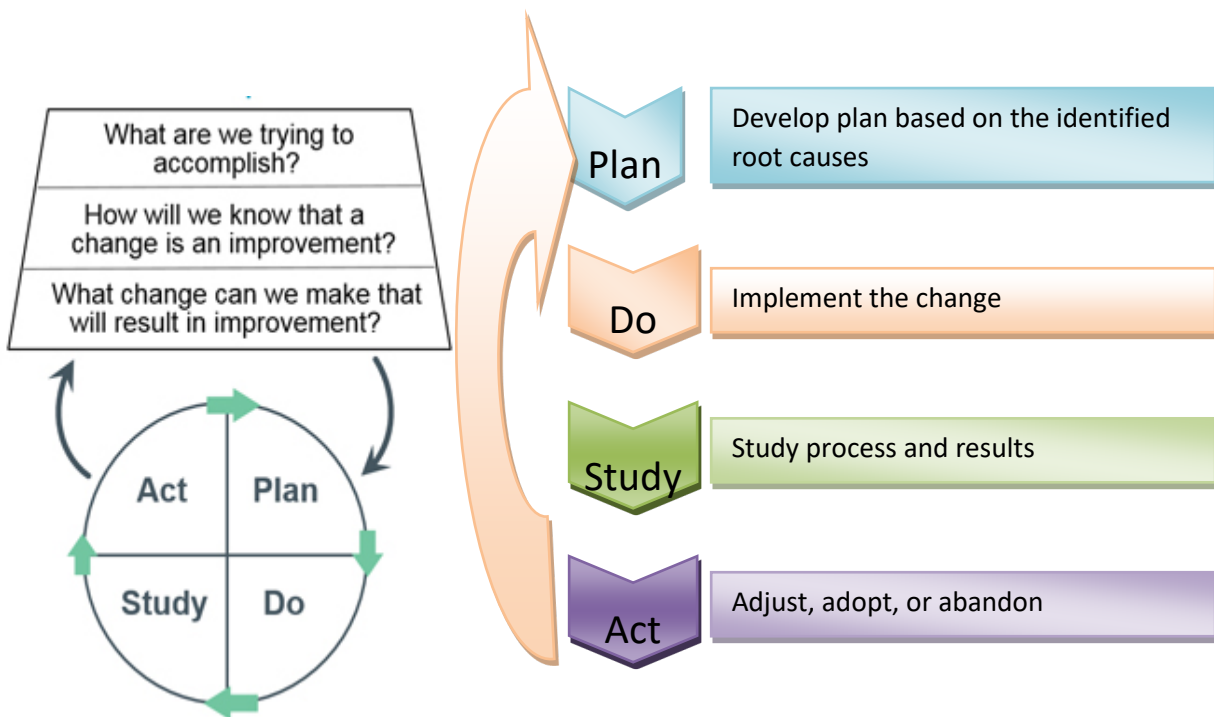 What are we trying to
accomplish?
How will we know that a
change is an improvement?
What change can we make that
will result in improvement?
Act
Plan
Study
Do
Plan
Develop plan based on the identified
root causes
Do
Implement the change
Study
Study process and results
Act
Adjust, adopt, or abandon